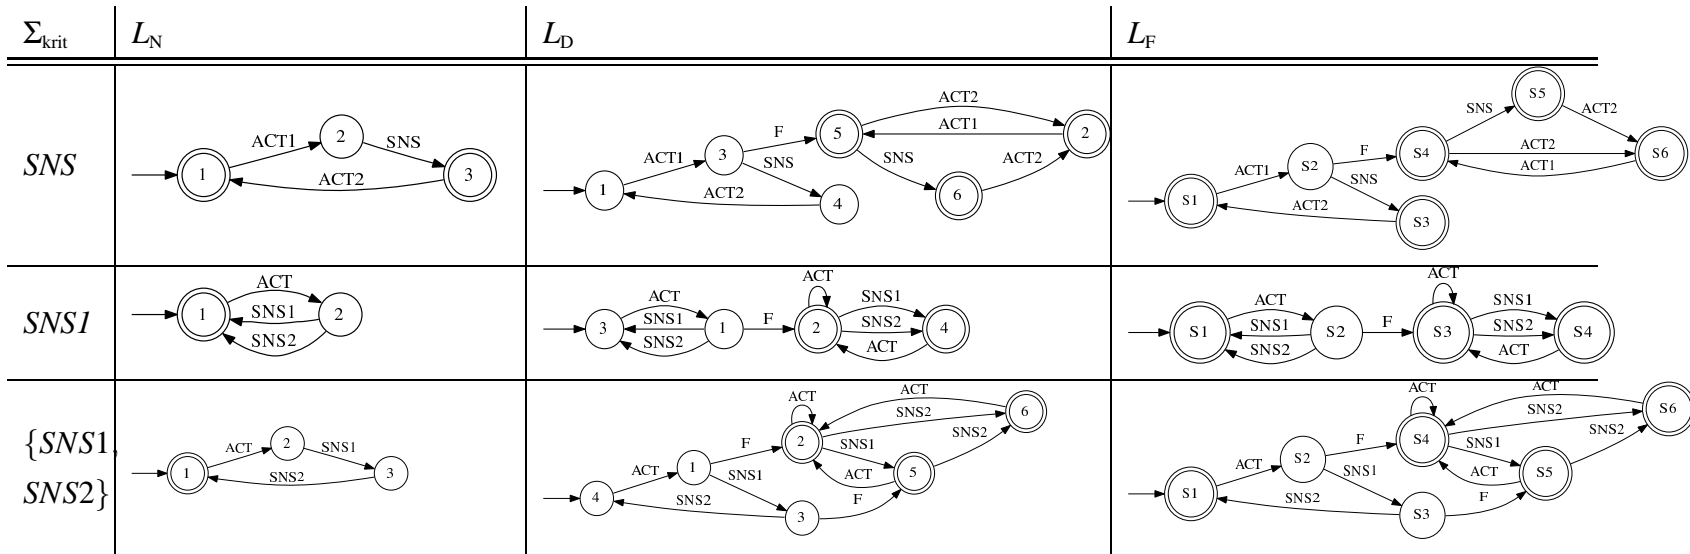 Σkrit LN LD LF
SNS
1 ACT1 2 SNS 3 ACT2
1 ACT1 3 F 5 SNS 4 ACT2 ACT2 ACT1 2 SNS 6 ACT2
S1 ACT1 S2 F S4 SNS S3 ACT2 SNS S5 ACT2 ACT2 ACT1 S6
SNS1
1 ACT SNS1 SNS2 2
3 ACT SNS1 SNS2 1 F 2 ACT SNS1 SNS2 ACT 4
S1 ACT SNS1 SNS2 S2 F S3 ACT SNS1 SNS2 ACT S4
{SNS1,
SNS2}
1 ACT 2 SNS1 3 SNS2
4 ACT 1 F 2 ACT SNS1 3 SNS2 F SNS1 ACT 5 ACT SNS2 SNS2 6
S1 ACT S2 F S4 ACT SNS1 S3 SNS2 F SNS1 ACT S5 ACT SNS2 SNS2 S6